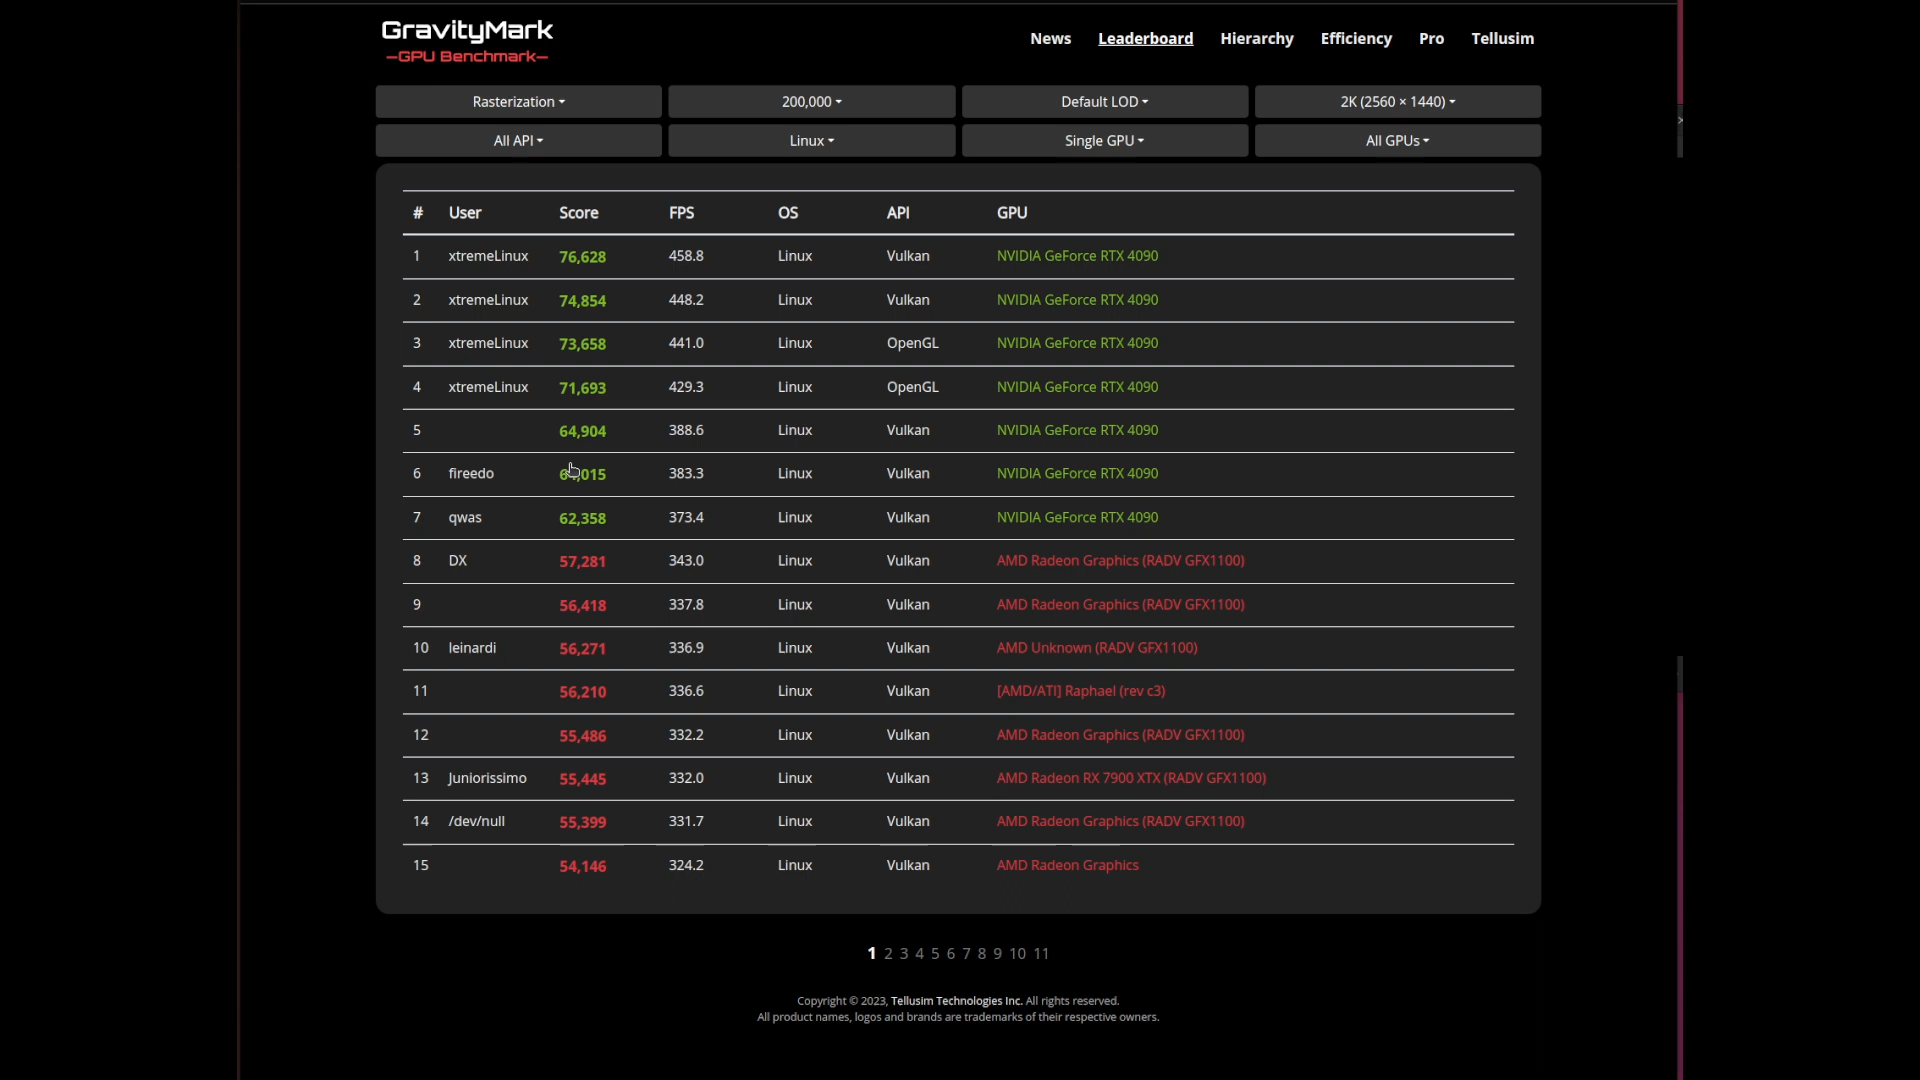 GravityMark
—GPU Benchmark—
News Leaderboard Hierarchy Efficiency Pro Tellusim
Rasterization 200,000 Default LOD 2K (2560 × 1440)
All API Linux Single GPU All GPUs
# User Score FPS OS API GPU
1 xtremeLinux 76,628 458.8 Linux Vulkan NVIDIA GeForce RTX 4090
2 xtremeLinux 74,854 448.2 Linux Vulkan NVIDIA GeForce RTX 4090
3 xtremeLinux 73,658 441.0 Linux OpenGL NVIDIA GeForce RTX 4090
4 xtremeLinux 71,693 429.3 Linux OpenGL NVIDIA GeForce RTX 4090
5 64,904 388.6 Linux Vulkan NVIDIA GeForce RTX 4090
6 fireedo 383.3 Linux Vulkan NVIDIA GeForce RTX 4090
7 qwas 62,358 373.4 Linux Vulkan NVIDIA GeForce RTX 4090
8 DX 57,281 343.0 Linux Vulkan AMD Radeon Graphics (RADV GFX1100)
9 56,418 337.8 Linux Vulkan AMD Radeon Graphics (RADV GFX1100)
10 leinardi 56,271 336.9 Linux Vulkan AMD Unknown (RADV GFX1100)
11 56,210 336.6 Linux Vulkan [AMD/ATI] Raphael (rev c3)
12 55,486 332.2 Linux Vulkan AMD Radeon Graphics (RADV GFX1100)
13 Juniorissimo 55,445 332.0 Linux Vulkan AMD Radeon RX 7900 XTX (RADV GFX1100)
14 /dev/null 55,399 331.7 Linux Vulkan AMD Radeon Graphics (RADV GFX1100)
15 54,146 324.2 Linux Vulkan AMD Radeon Graphics
1 2 3 4 5 6 7 8 9 10 11
Copyright © 2023, Tellusim Technologies Inc. All rights reserved.
All product names, logos and brands are trademarks of their respective owners.